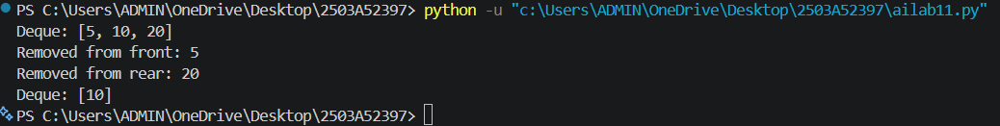 PS C:\Users\ADMIN\OneDrive\Desktop\2503A52397> python -u "c:\Users\ADMIN\OneDrive\Desktop\2503A52397\ailab11.py"
Deque: [5, 10, 20]
Removed from front: 5
Removed from rear: 20
Deque: [10]
PS C:\Users\ADMIN\OneDrive\Desktop\2503A52397>